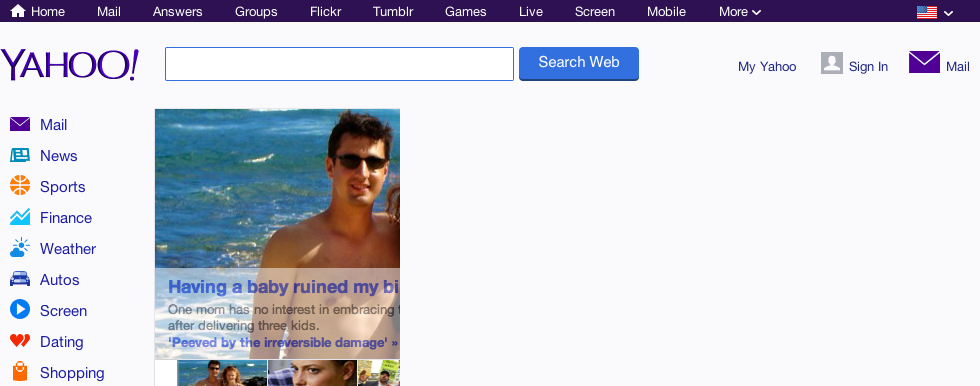 Home Mail Answers Groups Flickr Tumblr Games Live Screen Mobile More
YAHOO!
Search Web
My Yahoo Sign In Mail
Mail
News
Sports
Finance
Weather
Autos
Screen
Dating
Shopping
Having a baby ruined my bi
One mom has no interest in embracing
after delivering three kids.
'Peeved by the irreversible damage' »